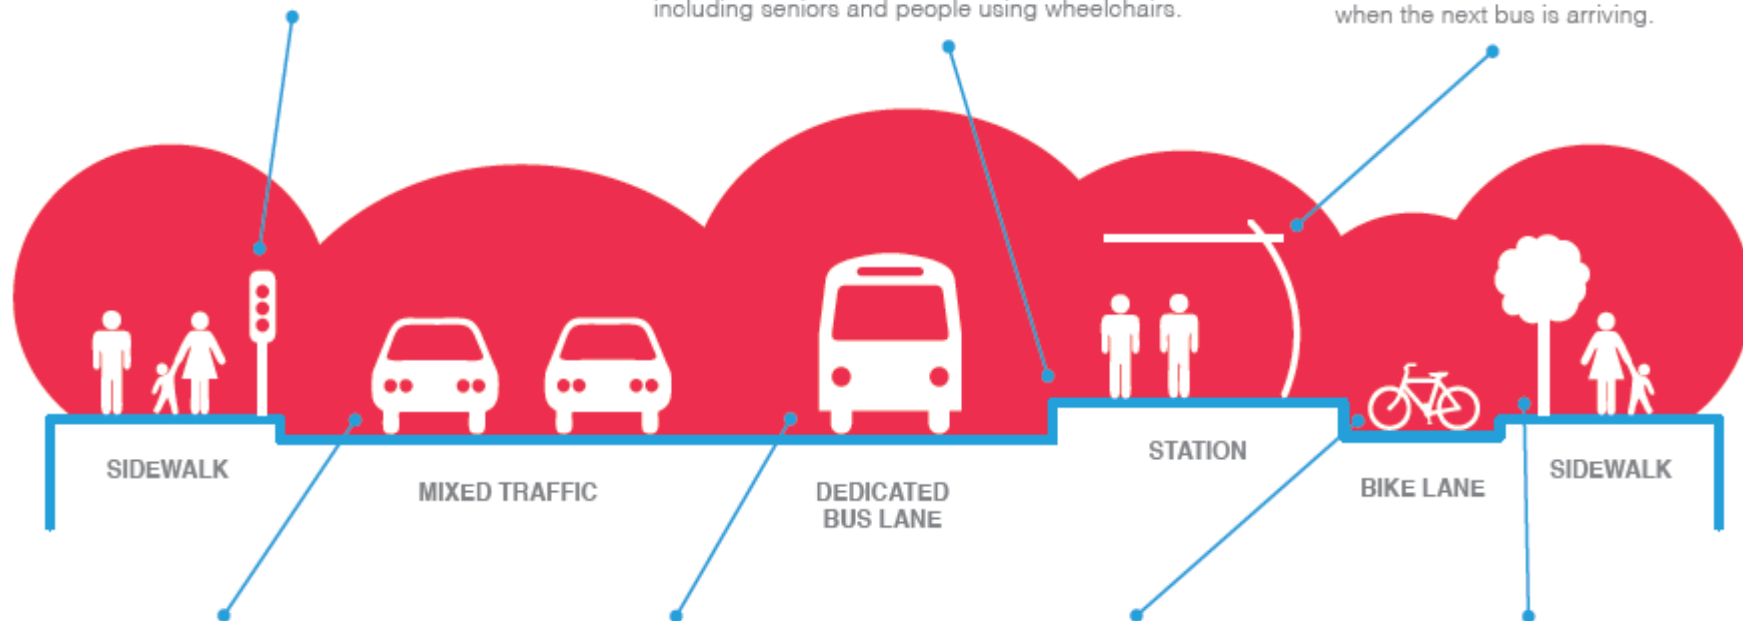 including seniors and people using wheelchairs.
when the next bus is arriving.
SIDEWALK
MIXED TRAFFIC
DEDICATED
BUS LANE
STATION
BIKE LANE
SIDEWALK